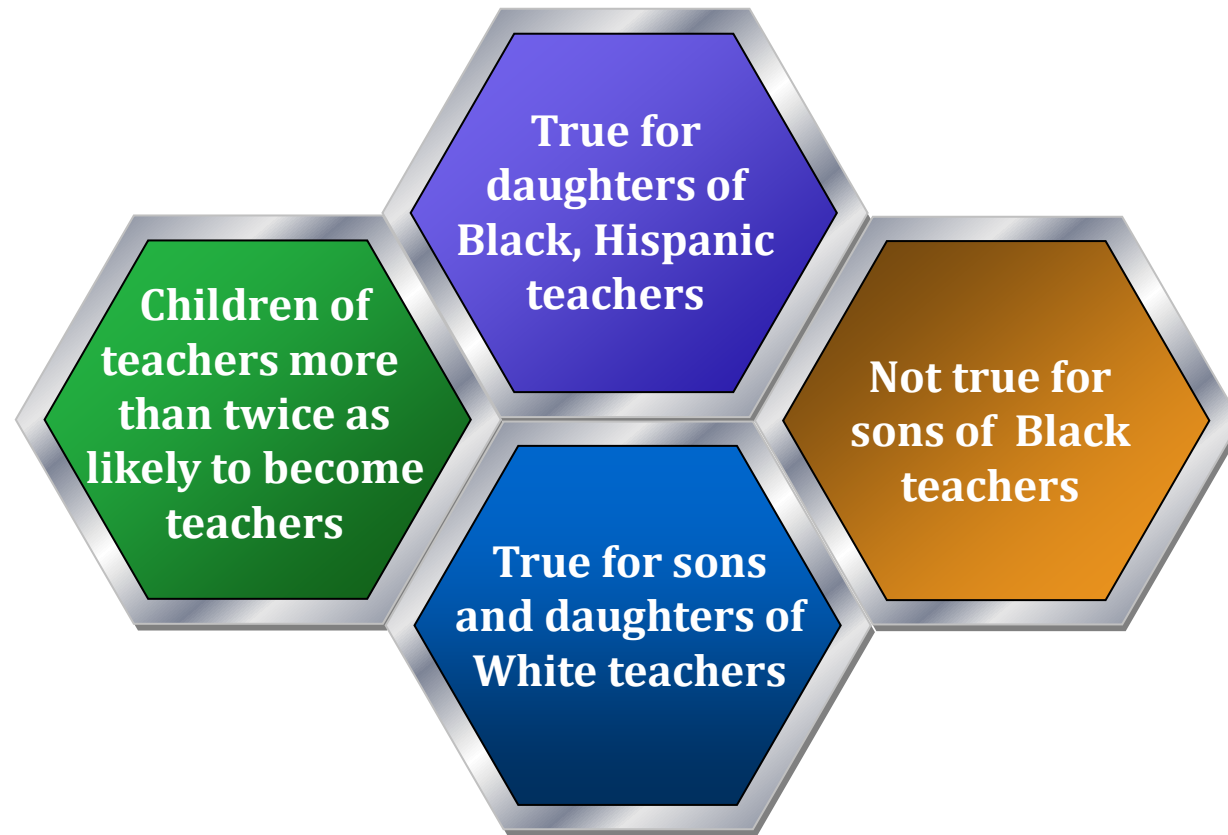 Children of
teachers more
than twice as
likely to become
teachers
True for
daughters of
Black, Hispanic
teachers
True for sons
and daughters of
White teachers
Not true for
sons of  Black
teachers